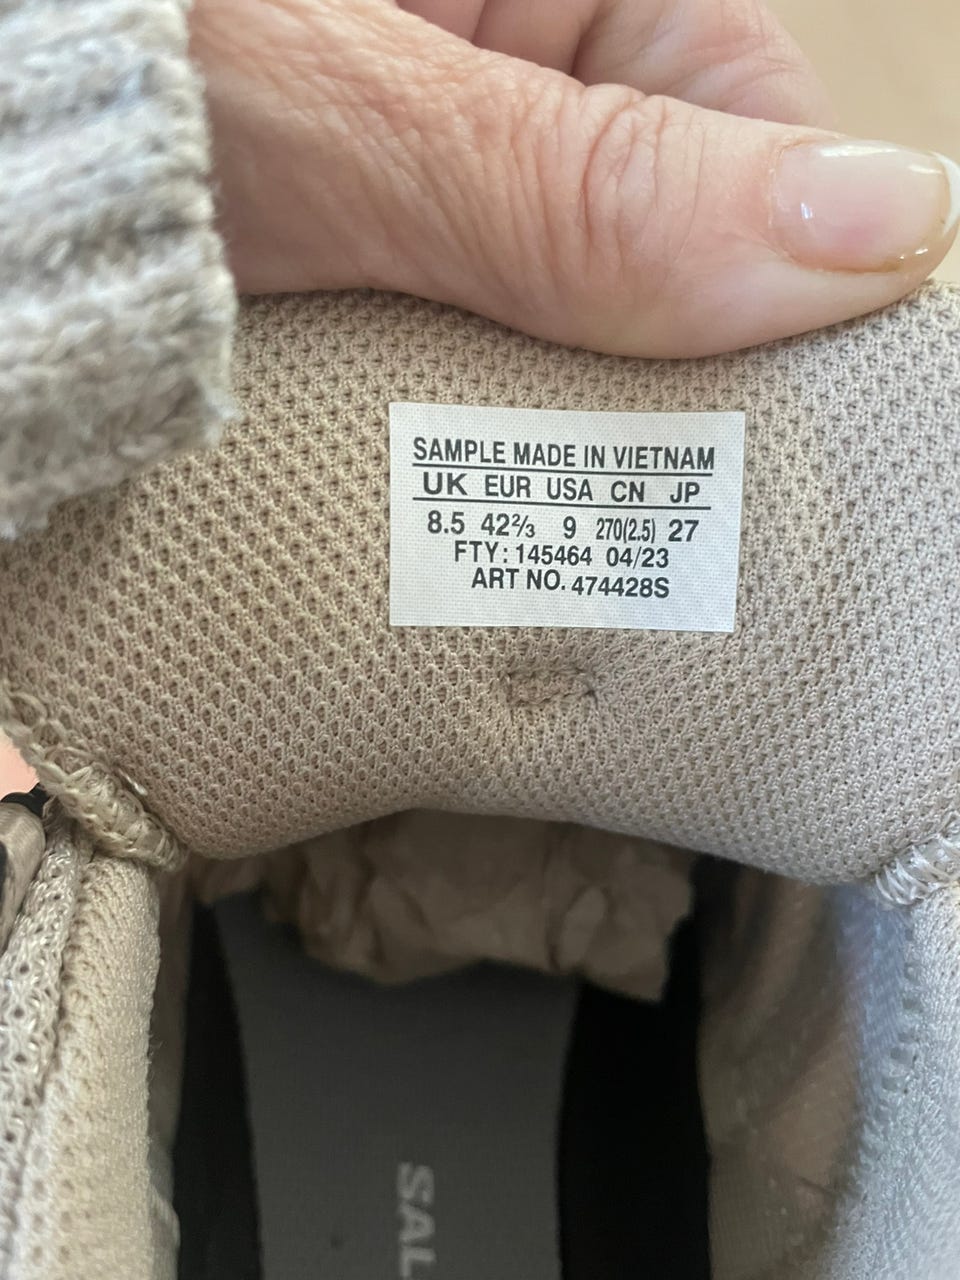 SAMPLE MADE IN VIETNAM
UK EUR USA CN JP
8.5 42⅔ 9 270(2.5) 27
FTY: 145464 04/23
ART NO. 474428S
SAL